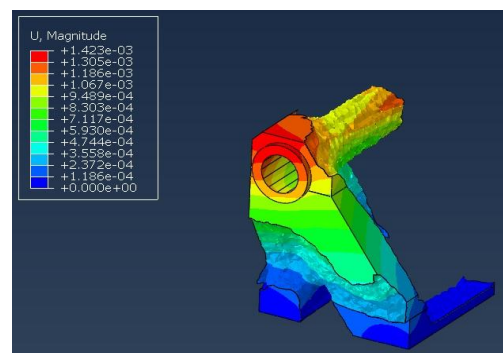 U, Magnitude
+1.423e-03
+1.305e-03
+1.186e-03
+1.067e-03
+9.489e-04
+8.303e-04
+7.117e-04
+5.930e-04
+4.744e-04
+3.558e-04
+2.372e-04
+1.186e-04
+0.000e+00